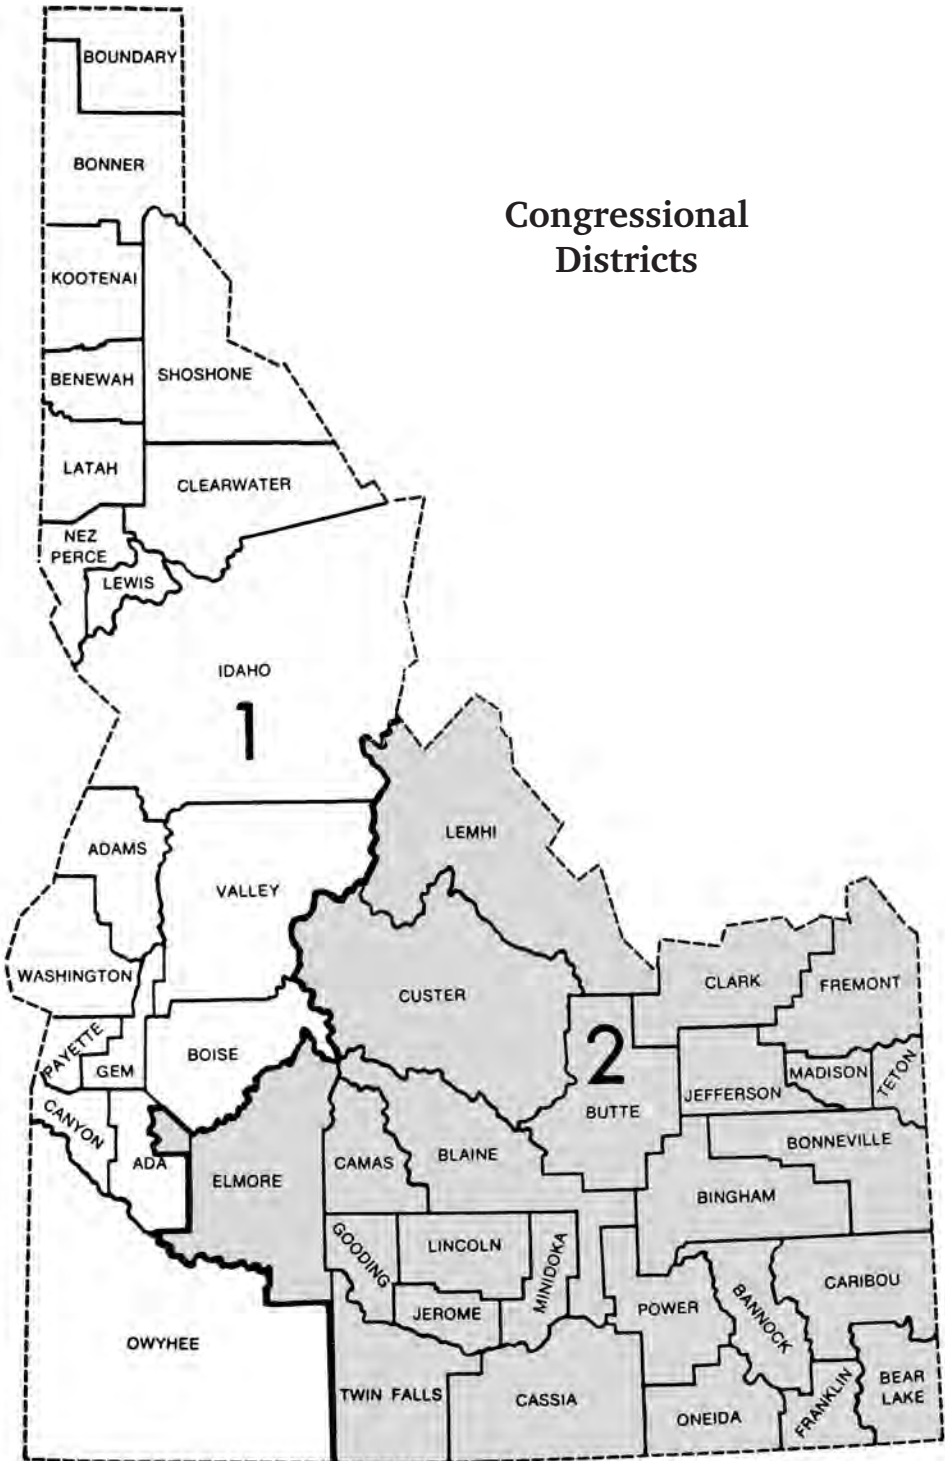 BOUNDARY
BONNER
Congressional
Districts
KOOTENAI
SHOSHONE
BENEWAH
LATAH
CLEARWATER
NEZ
PERCE
LEWIS
IDAHO
1
LEMHI
ADAMS
VALLEY
WASHINGTON
CUSTER
CLARK
FREMONT
PAYETTE
GEM
BOISE
2
BUTTE
JEFFERSON
MADISON
TETON
CANYON
ADA
ELMORE
CAMAS
BLAINE
BONNEVILLE
BINGHAM
GOODING
LINCOLN
MINIDOKA
JEROME
POWER
BANNOCK
CARIBOU
OWYHEE
TWIN FALLS
CASSIA
ONEIDA
FRANKLIN
BEAR
LAKE